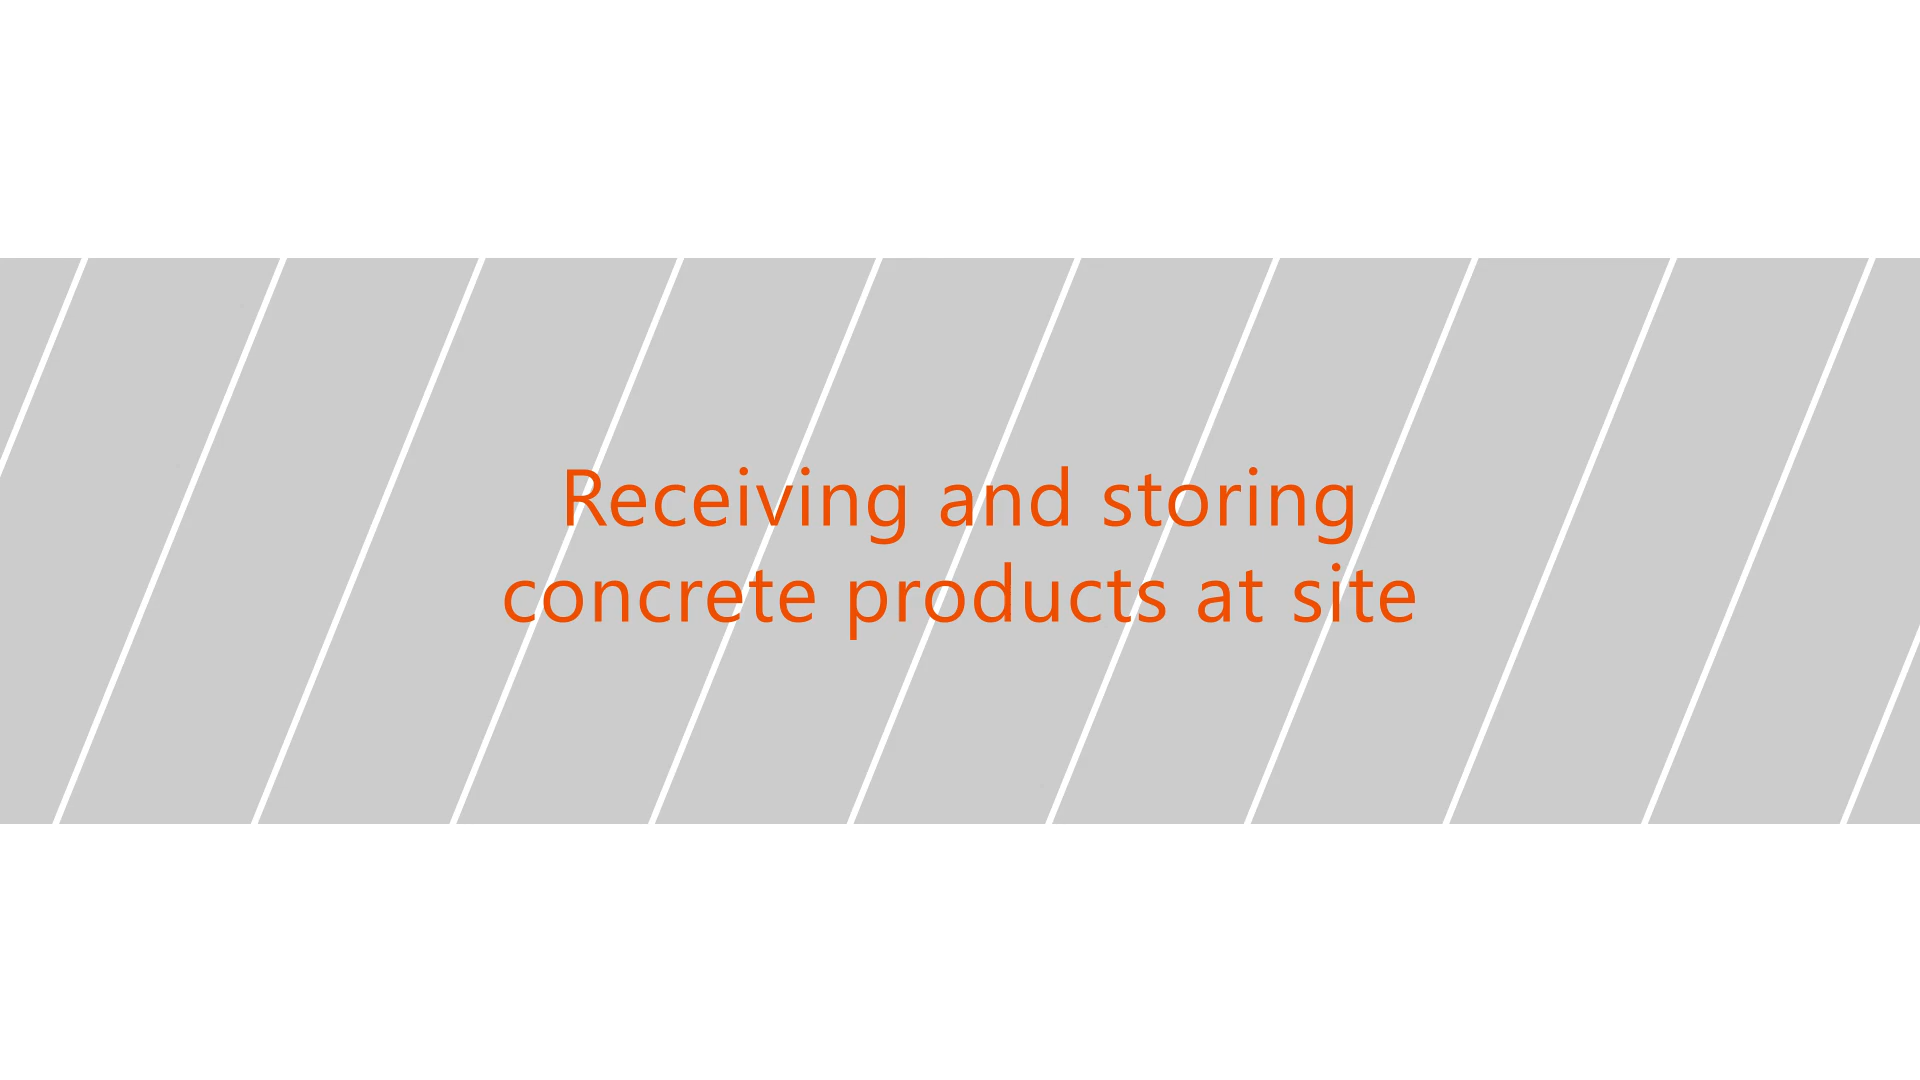 Receiving and storing
concrete products at site